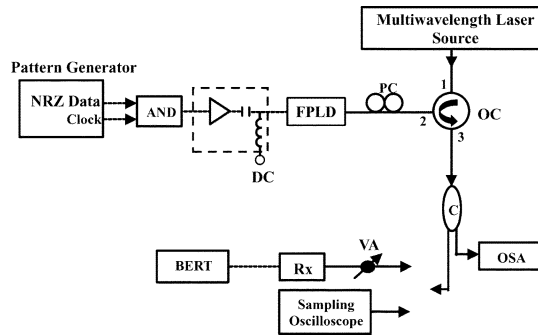 Multiwavelength Laser
Source
Pattern Generator
NRZ Data
Clock
AND
DC
FPLD
PC
1
2
3
OC
C
OSA
VA
BERT
Rx
Sampling
Oscilloscope